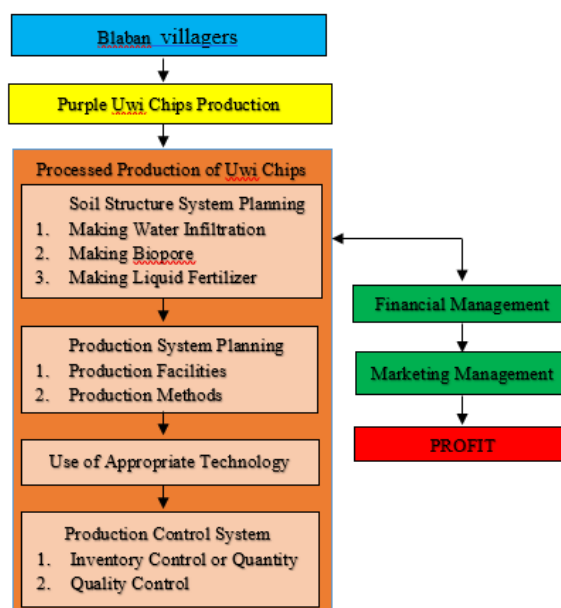 Blaban villagers
Purple Uwi Chips Production
Processed Production of Uwi Chips
Soil Structure System Planning
1. Making Water Infiltration
2. Making Biopore
3. Making Liquid Fertilizer
Production System Planning
1. Production Facilities
2. Production Methods
Use of Appropriate Technology
Production Control System
1. Inventory Control or Quantity
2. Quality Control
Financial Management
Marketing Management
PROFIT